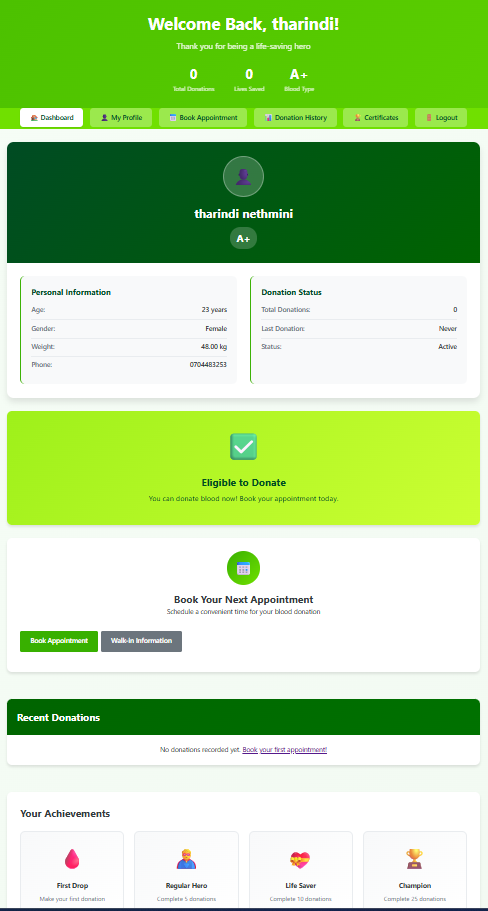 Welcome Back, tharindi!
Thank you for being a life-saving hero
0 0 A+
Total Donations Lives Saved Blood Type
Dashboard My Profile Book Appointment Donation History Certificates Logout
tharindi nethmini
A+
Personal Information
Age: 23 years
Gender: Female
Weight: 48.00 kg
Phone: 0704483253
Donation Status
Total Donations: 0
Last Donation: Never
Status: Active
Eligible to Donate
You can donate blood now! Book your appointment today.
Book Your Next Appointment
Schedule a convenient time for your blood donation
Book Appointment Walk-in Information
Recent Donations
No donations recorded yet. Book your first appointment!
Your Achievements
First Drop Regular Hero Life Saver Champion
Make your first donation Complete 5 donations Complete 10 donations Complete 25 donations